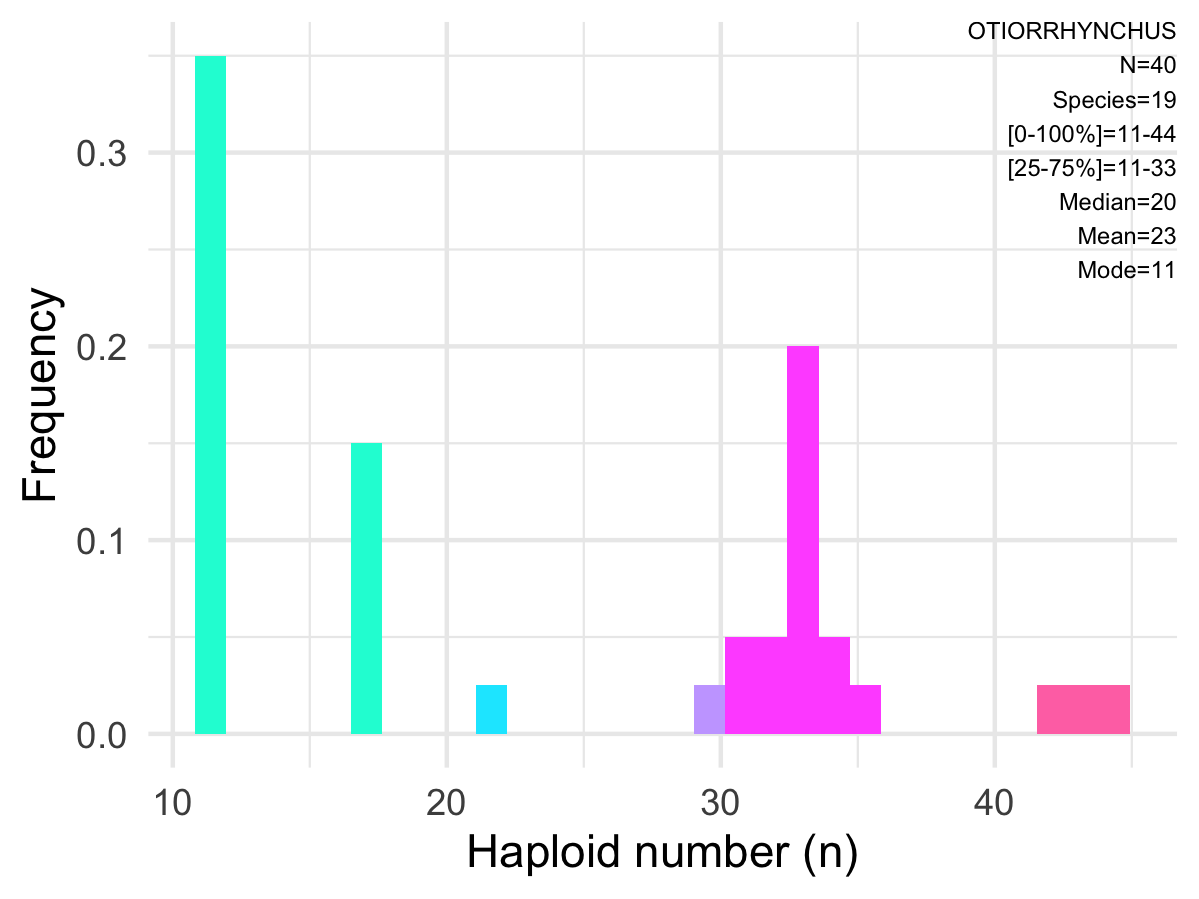 OTIORRHYNCHUS
N=40
Species=19
[0-100%]=11-44
[25-75%]=11-33
Median=20
Mean=23
Mode=11
0.3
0.2
0.1
0.0
Frequency
10 20 30 40
Haploid number (n)